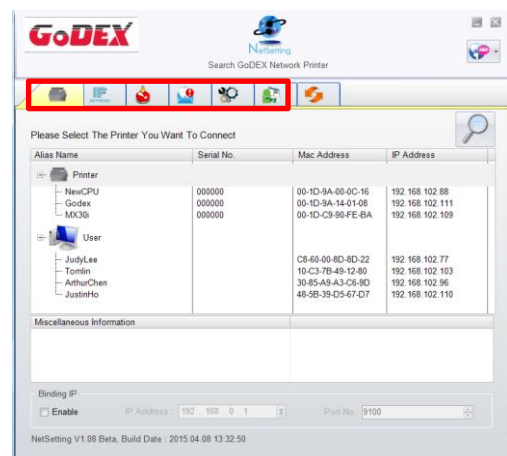 GoDEX
NetSetting
Search GoDEX Network Printer
IP
Please Select The Printer You Want To Connect
Alias Name Serial No. Mac Address IP Address
Printer
NewCPU 000000 00-1D-9A-00-0C-16 192.168.102.88
Godex 000000 00-1D-9A-14-01-08 192.168.102.111
MX30i 000000 00-1D-C9-90-FE-BA 192.168.102.109
User
JudyLee C8-60-00-8D-8D-22 192.168.102.77
Tomlin 10-C3-7B-49-12-80 192.168.102.103
ArthurChen 30-85-A9-A3-C6-9D 192.168.102.96
JustinHo 48-5B-39-D5-67-D7 192.168.102.110
Miscellaneous Information
Binding IP
Enable IP Address : 192 . 168 . 0 . 1 Port No. 9100
NetSetting V1.08 Beta, Build Date : 2015.04.08 13:32:50